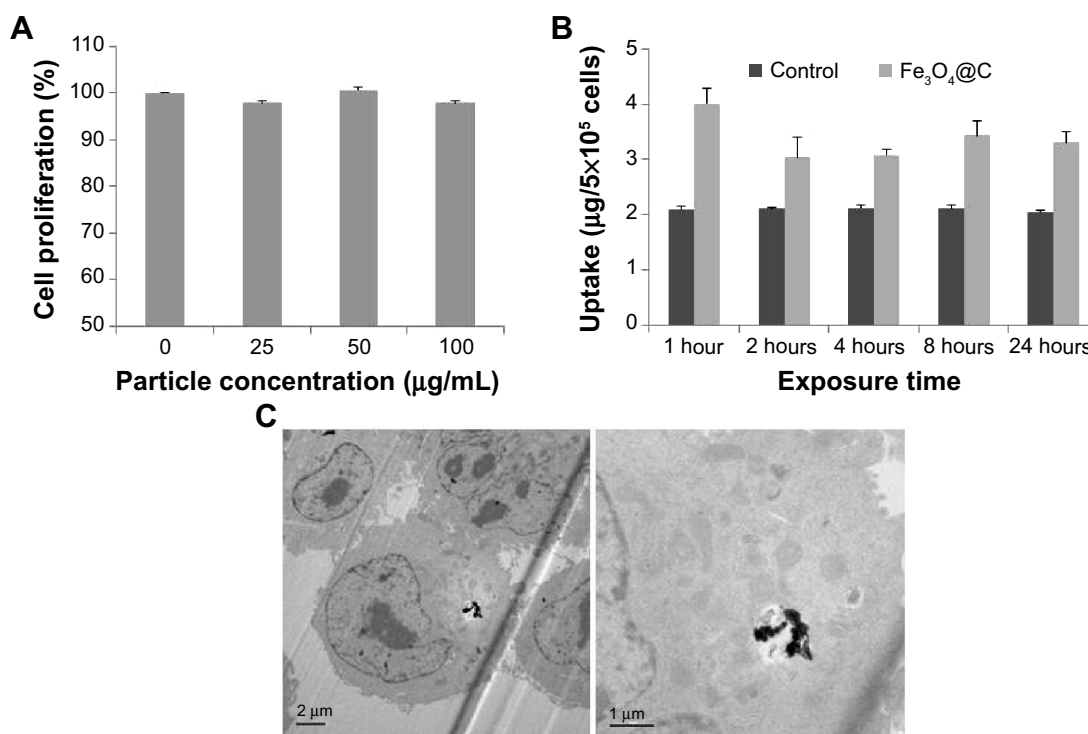 A
Cell proliferation (%)
110
100
90
80
70
60
50
0 25 50 100
Particle concentration (µg/mL)
B
Uptake (µg/5×10⁵ cells)
5
4
3
2
1
0
Control Fe₃O₄@C
1 hour 2 hours 4 hours 8 hours 24 hours
Exposure time
C
2 µm
1 µm